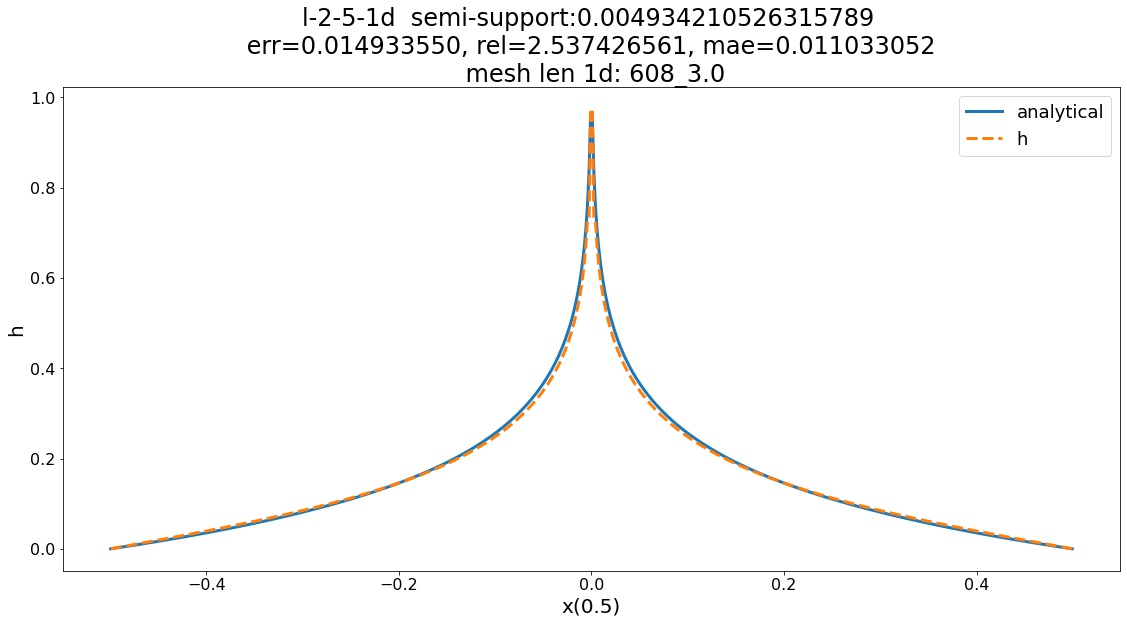 l-2-5-1d  semi-support:0.004934210526315789
err=0.014933550, rel=2.537426561, mae=0.011033052
mesh len 1d: 608_3.0
analytical
h
1.0
0.8
0.6
0.4
0.2
0.0
h
−0.4
−0.2
0.0
0.2
0.4
x(0.5)